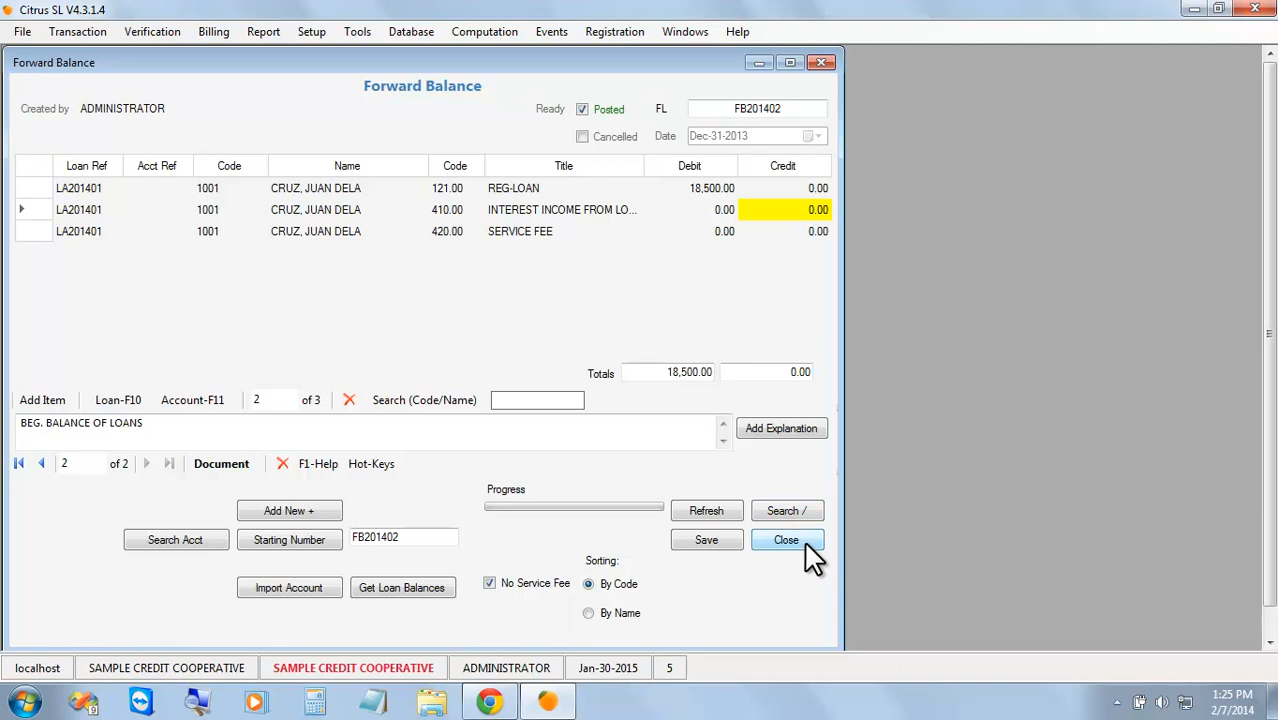 Citrus SL V4.3.1.4
File Transaction Verification Billing Report Setup Tools Database Computation Events Registration Windows Help
Forward Balance
Forward Balance
Created by ADMINISTRATOR Ready Posted FL FB201402
Cancelled Date Dec-31-2013
Loan Ref Acct Ref Code Name Code Title Debit Credit
LA201401 1001 CRUZ, JUAN DELA 121.00 REG-LOAN 18,500.00 0.00
LA201401 1001 CRUZ, JUAN DELA 410.00 INTEREST INCOME FROM LO... 0.00 0.00
LA201401 1001 CRUZ, JUAN DELA 420.00 SERVICE FEE 0.00 0.00
Totals 18,500.00 0.00
Add Item Loan-F10 Account-F11 2 of 3 Search (Code/Name)
BEG. BALANCE OF LOANS
Add Explanation
2 of 2 Document F1-Help Hot-Keys
Progress
Add New + Refresh Search /
Search Acct Starting Number FB201402 Save Close
Sorting:
Import Account Get Loan Balances No Service Fee By Code
By Name
localhost SAMPLE CREDIT COOPERATIVE SAMPLE CREDIT COOPERATIVE ADMINISTRATOR Jan-30-2015 5
1:25 PM
2/7/2014